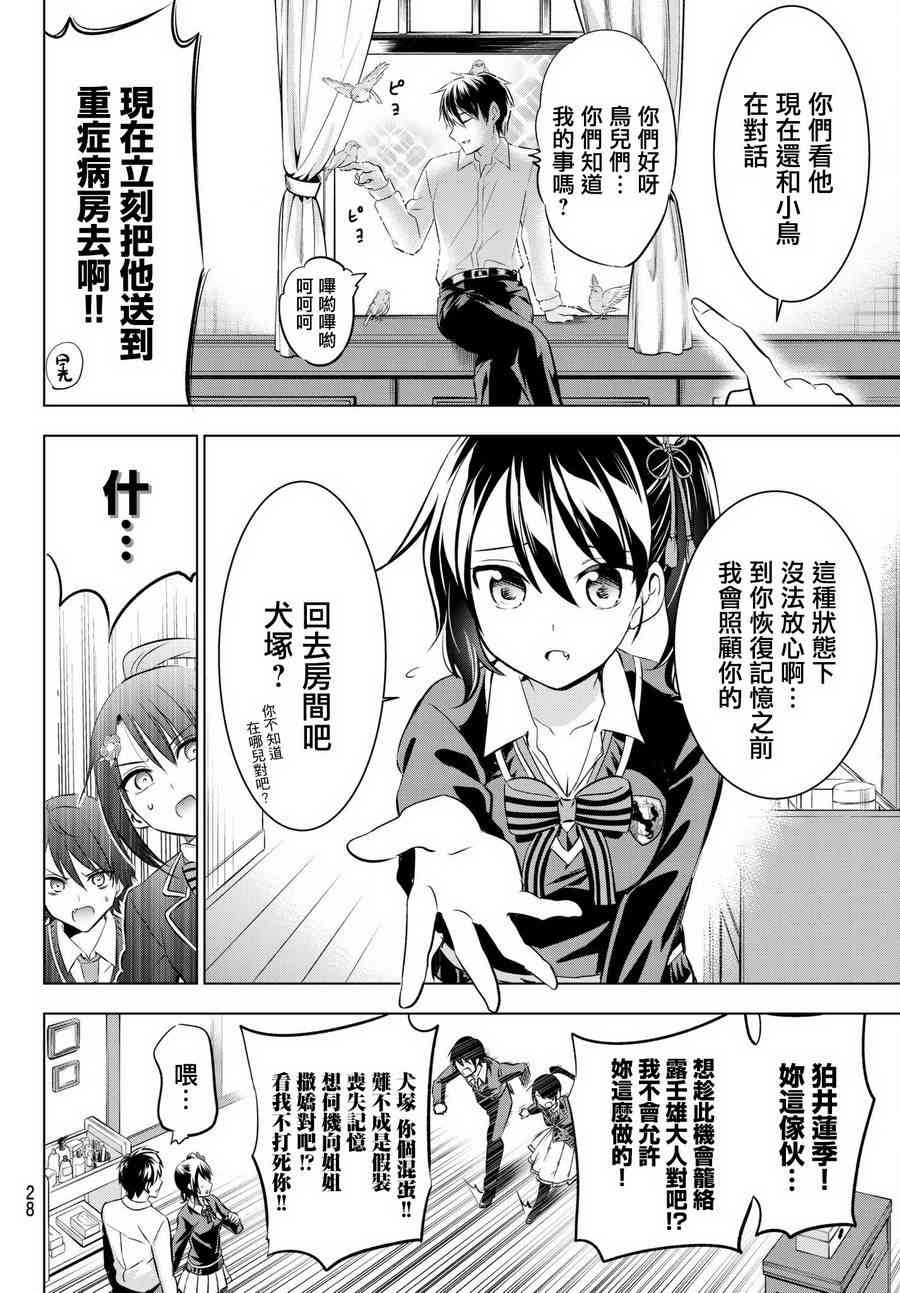 你們看他
現在還和小鳥
在對話
你們好呀
鳥兒們…
你們知道
我的事嗎?
ピョ
ピョ
嗶喲嗶喲
呵呵呵
現在立刻把他送到
重症病房去啊!!
這種狀態下
沒法放心啊…
到你恢復記憶之前
我會照顧你的
回去房間吧
犬塚?
你不知道
在哪兒對吧?
什…
狛井蓮季!
妳這傢伙…
想趁此機會籠絡
露壬雄大人對吧!?
我不會允許
妳這麼做的!
犬塚 你個混蛋!!
難不成是假裝
喪失記憶
想伺機向姐姐
撒嬌對吧!?
看我不打死你!!
喂…
28